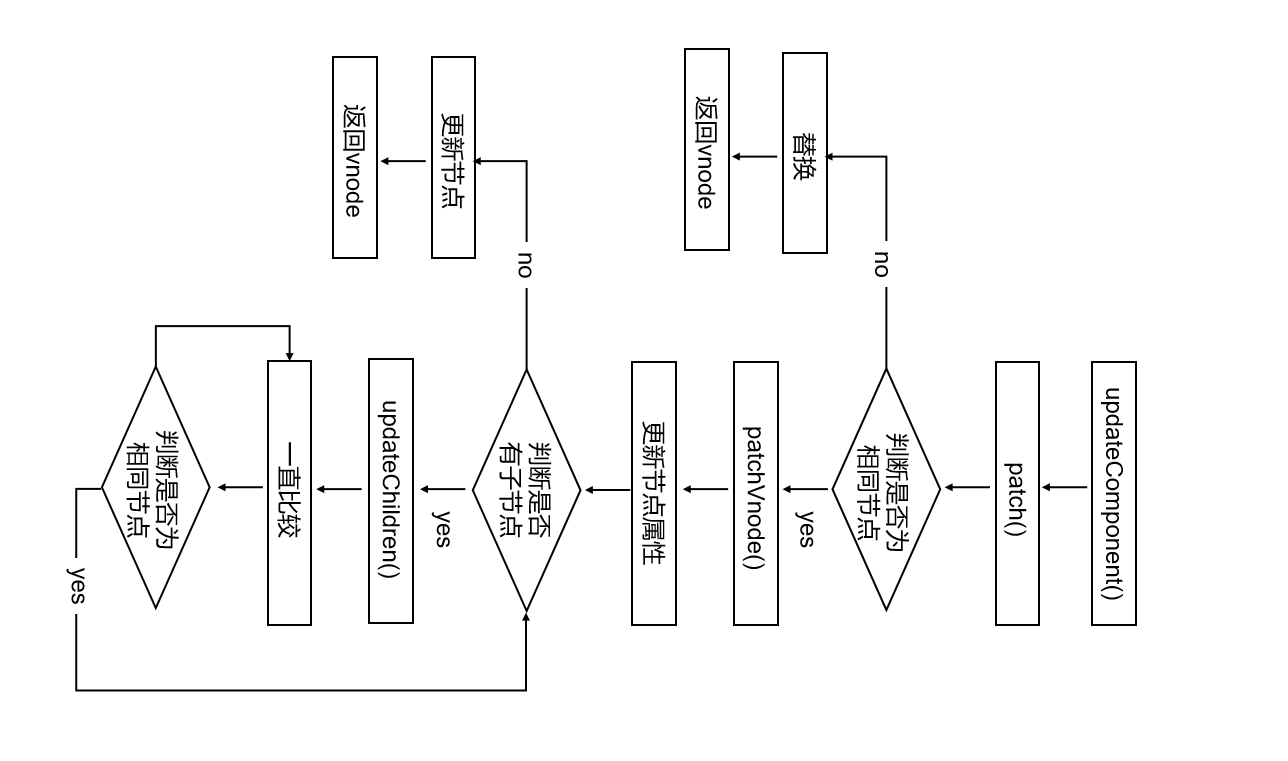 updateComponent()
patch()
判断是否为
相同节点
no
替换
返回vnode
yes
patchVnode()
更新节点属性
判断是否
有子节点
no
更新节点
返回vnode
yes
updateChildren()
一直比较
判断是否为
相同节点
yes